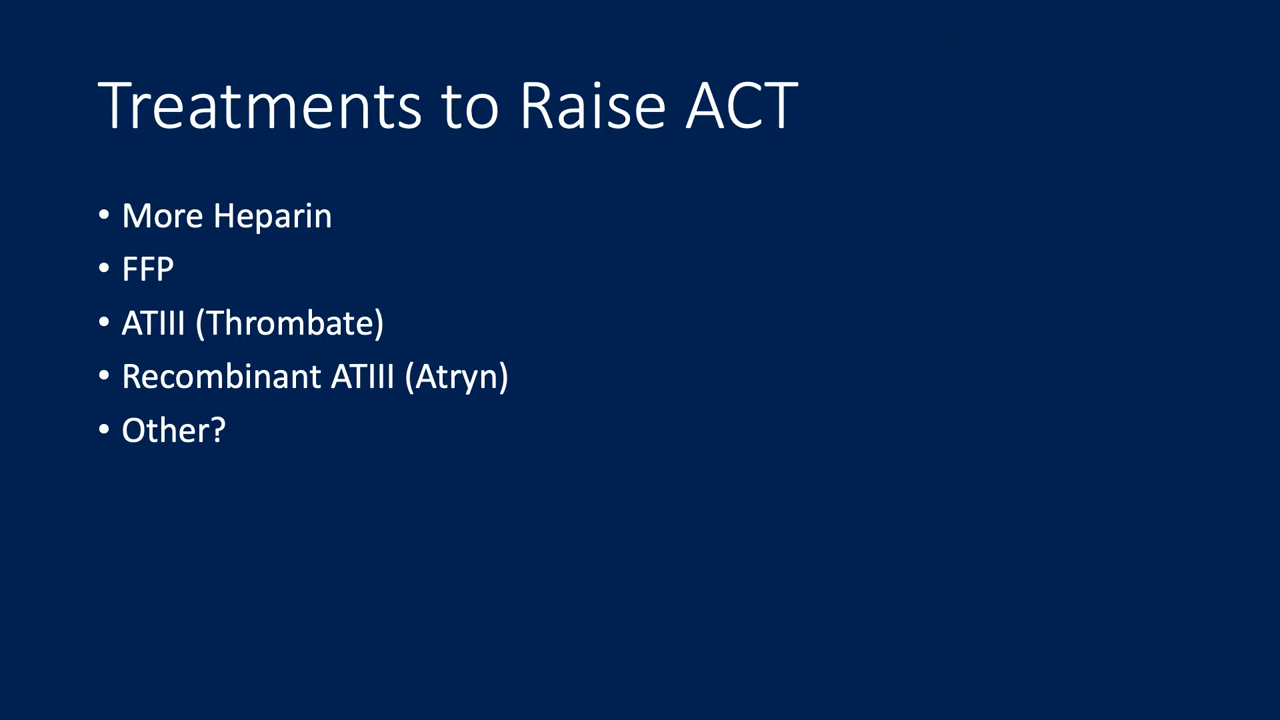 Treatments to Raise ACT
• More Heparin
• FFP
• ATIII (Thrombate)
• Recombinant ATIII (Atryn)
• Other?